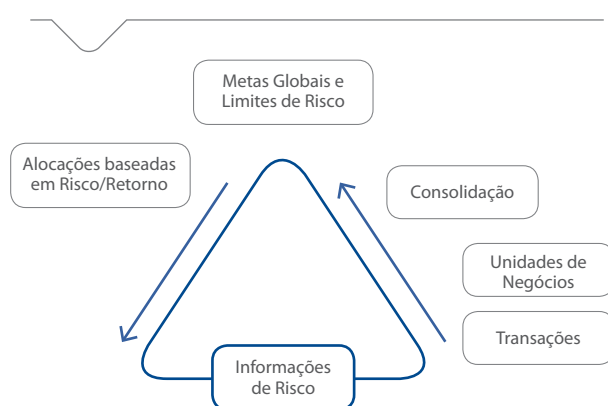 Metas Globais e
Limites de Risco
Alocações baseadas
em Risco/Retorno
Consolidação
Unidades de
Negócios
Transações
Informações
de Risco